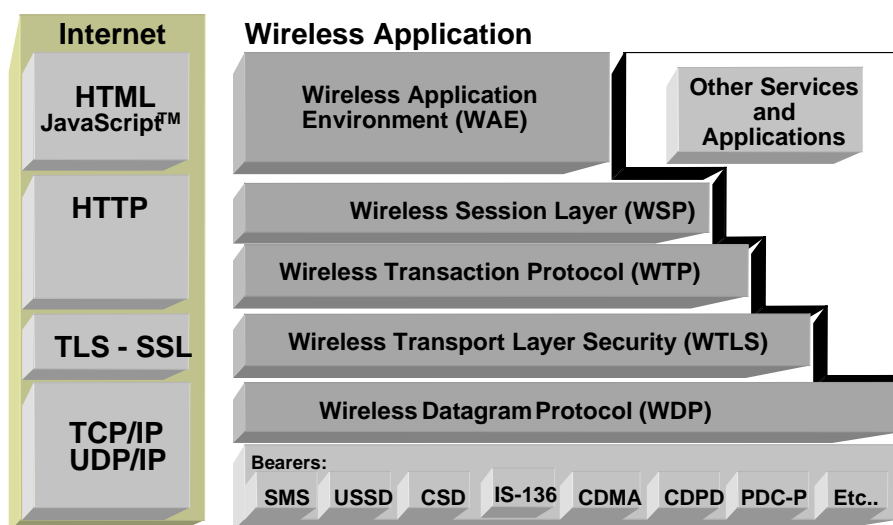 Internet
HTML
JavaScript™
HTTP
TLS - SSL
TCP/IP
UDP/IP
Wireless Application
Wireless Application
Environment (WAE)
Other Services
and
Applications
Wireless Session Layer (WSP)
Wireless Transaction Protocol (WTP)
Wireless Transport Layer Security (WTLS)
Wireless Datagram Protocol (WDP)
Bearers:
SMS USSD CSD IS-136 CDMA CDPD PDC-P Etc..